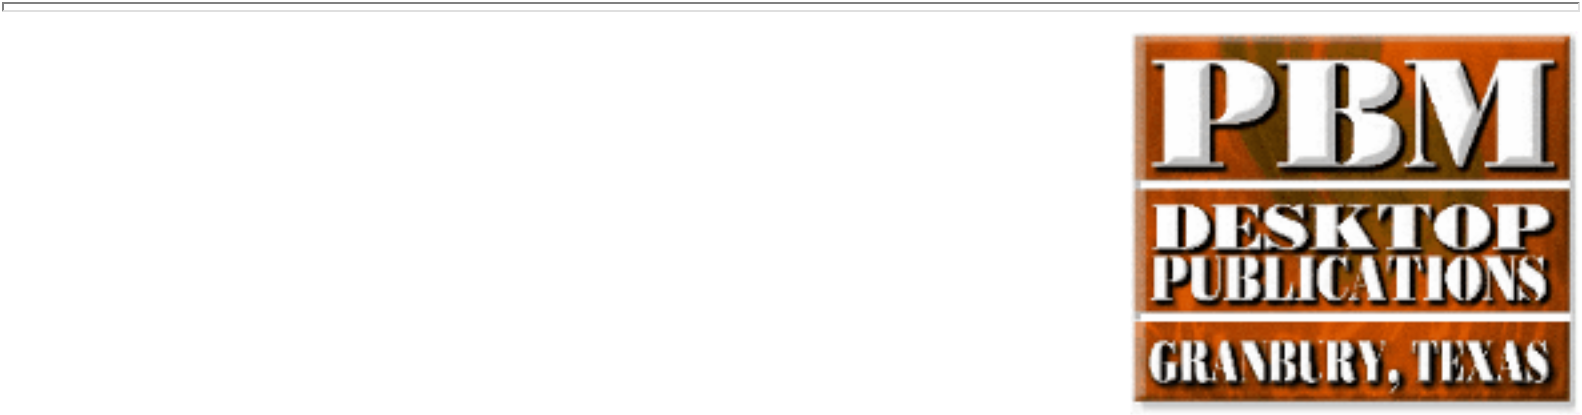 PBM
DESKTOP
PUBLICATIONS
GRANBURY, TEXAS